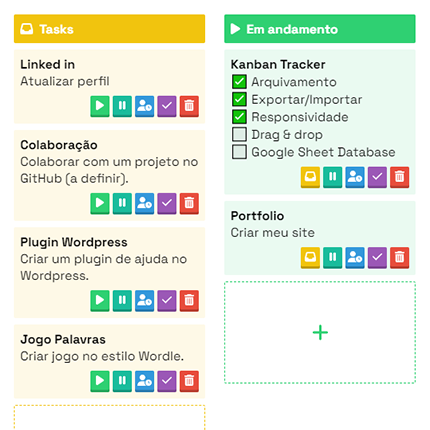 Tasks
Linked in
Atualizar perfil
Colaboração
Colaborar com um projeto no
GitHub (a definir).
Plugin Wordpress
Criar um plugin de ajuda no
Wordpress.
Jogo Palavras
Criar jogo no estilo Wordle.
Em andamento
Kanban Tracker
Arquivamento
Exportar/Importar
Responsividade
Drag & drop
Google Sheet Database
Portfolio
Criar meu site